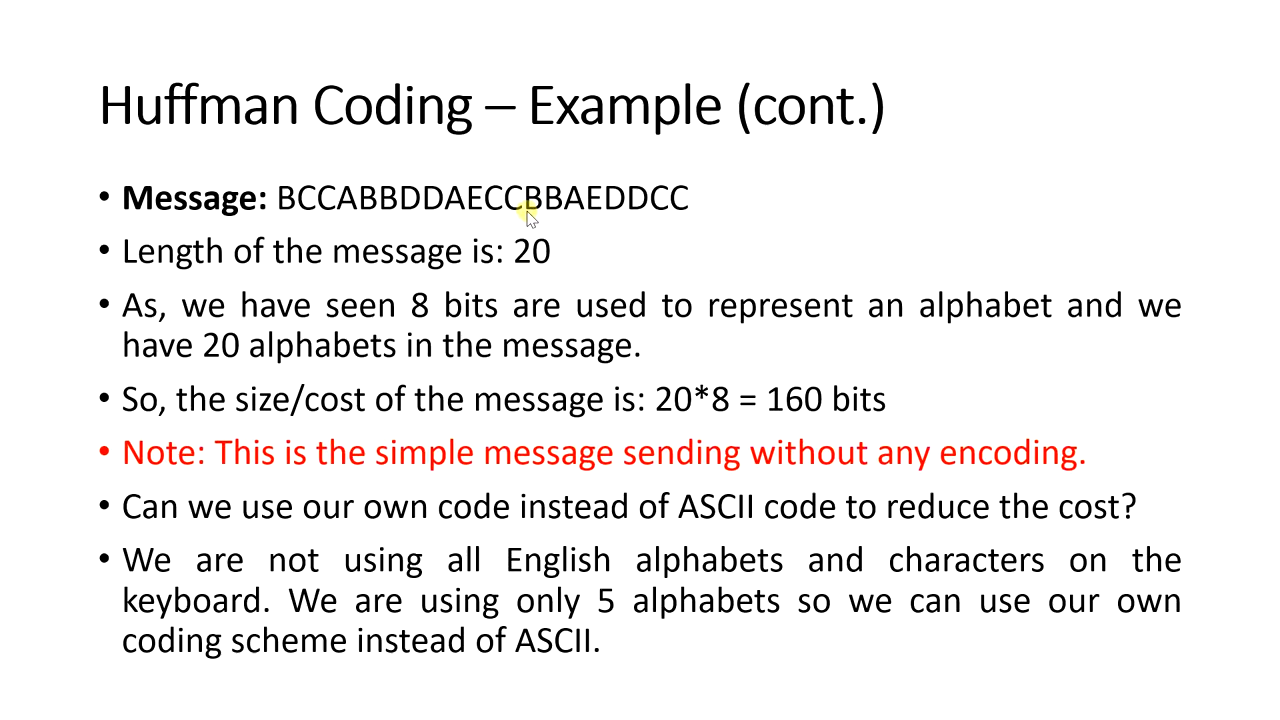 Huffman Coding – Example (cont.)
• Message: BCCABBDDAECCBBAEDDCC
• Length of the message is: 20
• As, we have seen 8 bits are used to represent an alphabet and we
have 20 alphabets in the message.
• So, the size/cost of the message is: 20*8 = 160 bits
• Note: This is the simple message sending without any encoding.
• Can we use our own code instead of ASCII code to reduce the cost?
• We are not using all English alphabets and characters on the
keyboard. We are using only 5 alphabets so we can use our own
coding scheme instead of ASCII.